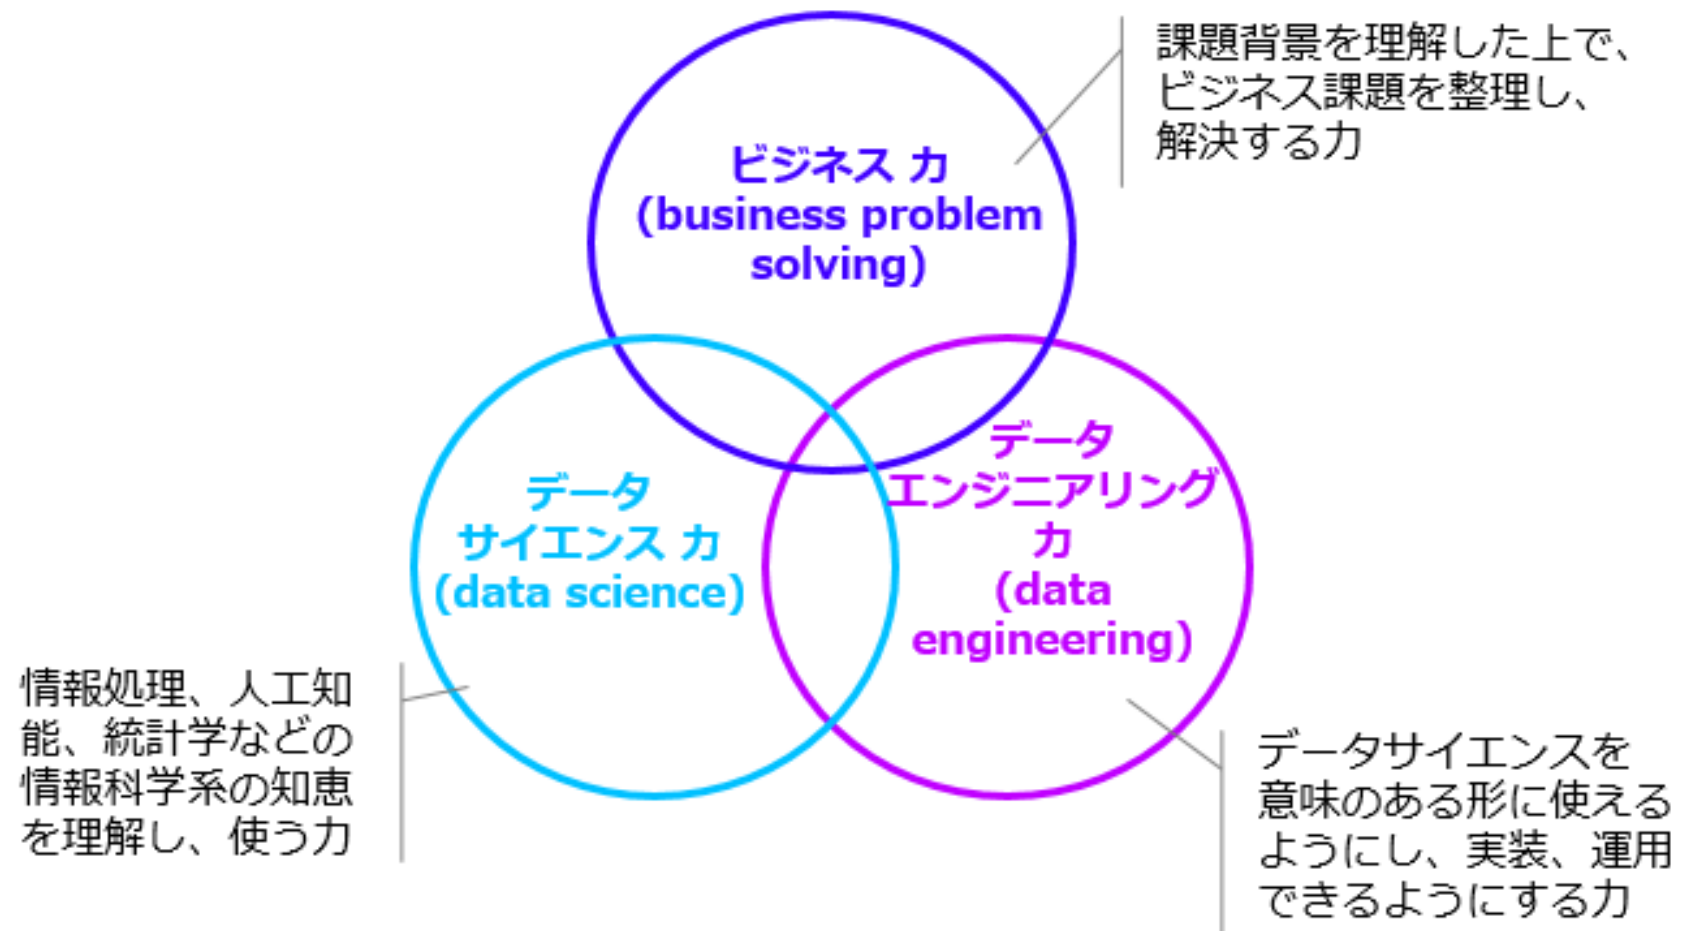 課題背景を理解した上で、
ビジネス課題を整理し、
解決する力
ビジネス 力
(business problem
solving)
データ
サイエンス 力
(data science)
データ
エンジニアリング
力
(data
engineering)
情報処理、人工知
能、統計学などの
情報科学系の知恵
を理解し、使う力
データサイエンスを
意味のある形に使える
ようにし、実装、運用
できるようにする力